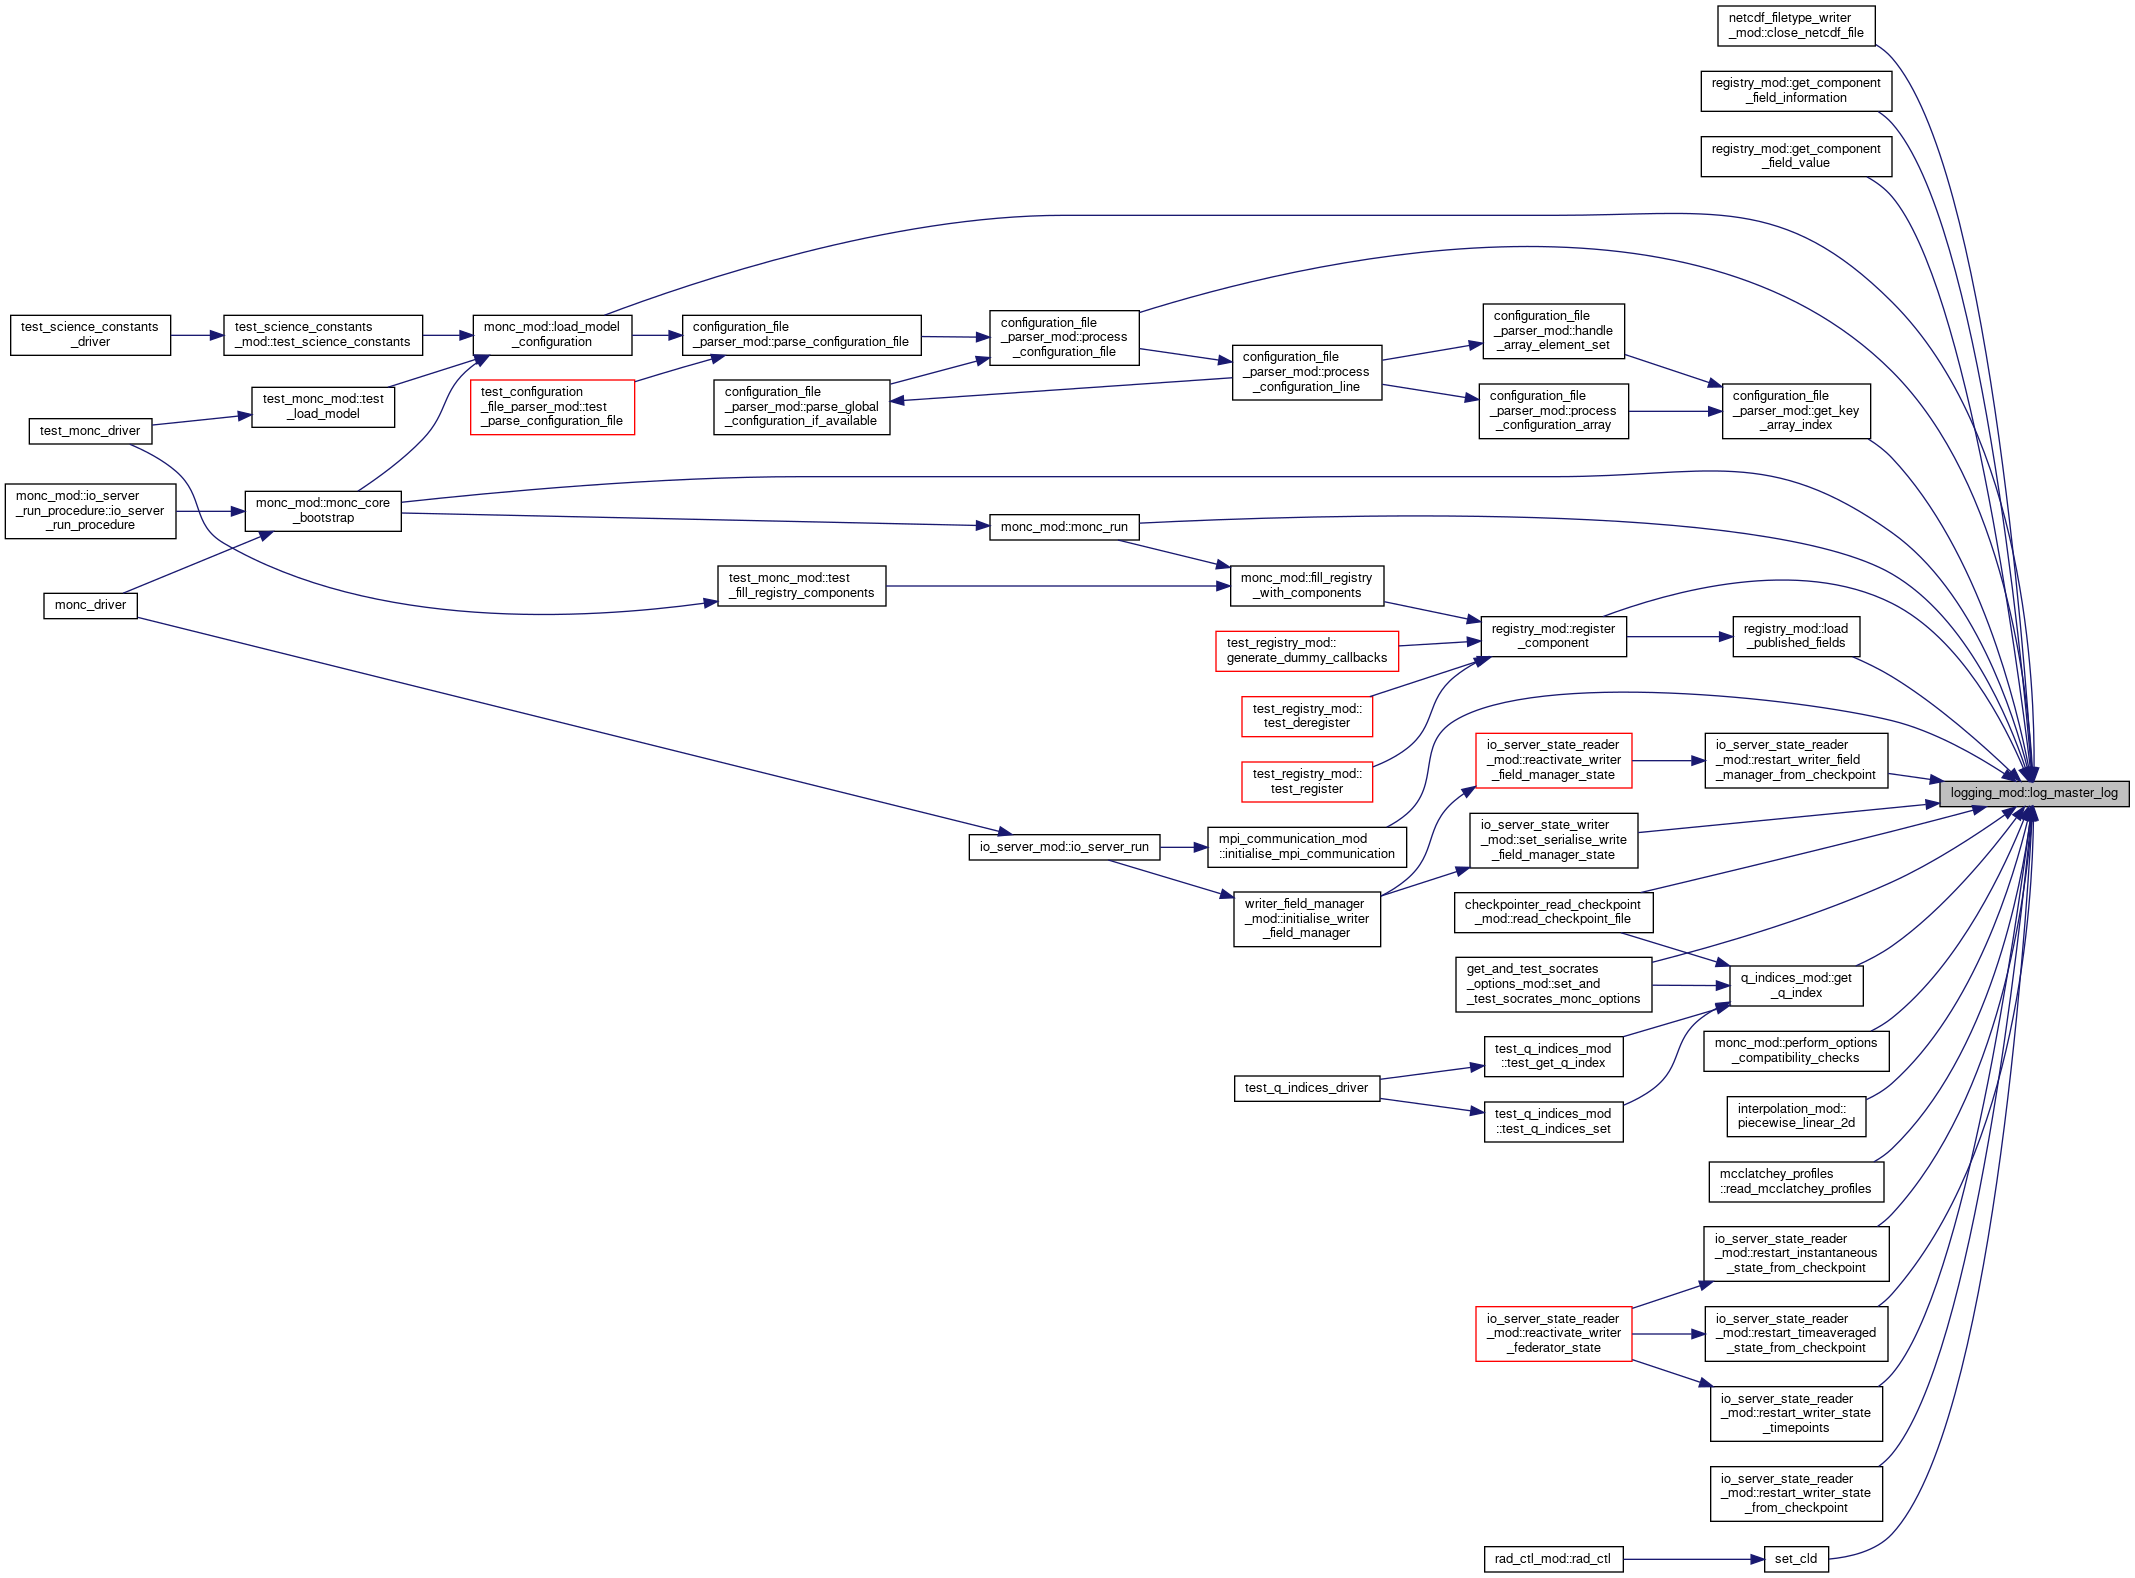 netcdf_filetype_writer
_mod::close_netcdf_file
registry_mod::get_component
_field_information
registry_mod::get_component
_field_value
test_science_constants
_driver
test_science_constants
_mod::test_science_constants
monc_mod::load_model
_configuration
configuration_file
_parser_mod::parse_configuration_file
configuration_file
_parser_mod::process
_configuration_file
configuration_file
_parser_mod::process
_configuration_line
configuration_file
_parser_mod::handle
_array_element_set
test_monc_mod::test
_load_model
test_configuration
_file_parser_mod::test
_parse_configuration_file
configuration_file
_parser_mod::parse_global
_configuration_if_available
configuration_file
_parser_mod::process
_configuration_array
configuration_file
_parser_mod::get_key
_array_index
test_monc_driver
monc_mod::io_server
_run_procedure::io_server
_run_procedure
monc_mod::monc_core
_bootstrap
monc_mod::monc_run
monc_driver
test_monc_mod::test
_fill_registry_components
monc_mod::fill_registry
_with_components
registry_mod::register
_component
registry_mod::load
_published_fields
test_registry_mod::
generate_dummy_callbacks
test_registry_mod::
test_deregister
test_registry_mod::
test_register
io_server_state_reader
_mod::reactivate_writer
_field_manager_state
io_server_state_reader
_mod::restart_writer_field
_manager_from_checkpoint
logging_mod::log_master_log
io_server_mod::io_server_run
mpi_communication_mod
::initialise_mpi_communication
io_server_state_writer
_mod::set_serialise_write
_field_manager_state
writer_field_manager
_mod::initialise_writer
_field_manager
checkpointer_read_checkpoint
_mod::read_checkpoint_file
get_and_test_socrates
_options_mod::set_and
_test_socrates_monc_options
q_indices_mod::get
_q_index
test_q_indices_driver
test_q_indices_mod
::test_get_q_index
test_q_indices_mod
::test_q_indices_set
monc_mod::perform_options
_compatibility_checks
interpolation_mod::
piecewise_linear_2d
mcclatchey_profiles
::read_mcclatchey_profiles
io_server_state_reader
_mod::restart_instantaneous
_state_from_checkpoint
io_server_state_reader
_mod::reactivate_writer
_federator_state
io_server_state_reader
_mod::restart_timeaveraged
_state_from_checkpoint
io_server_state_reader
_mod::restart_writer_state
_timepoints
io_server_state_reader
_mod::restart_writer_state
_from_checkpoint
rad_ctl_mod::rad_ctl
set_cld